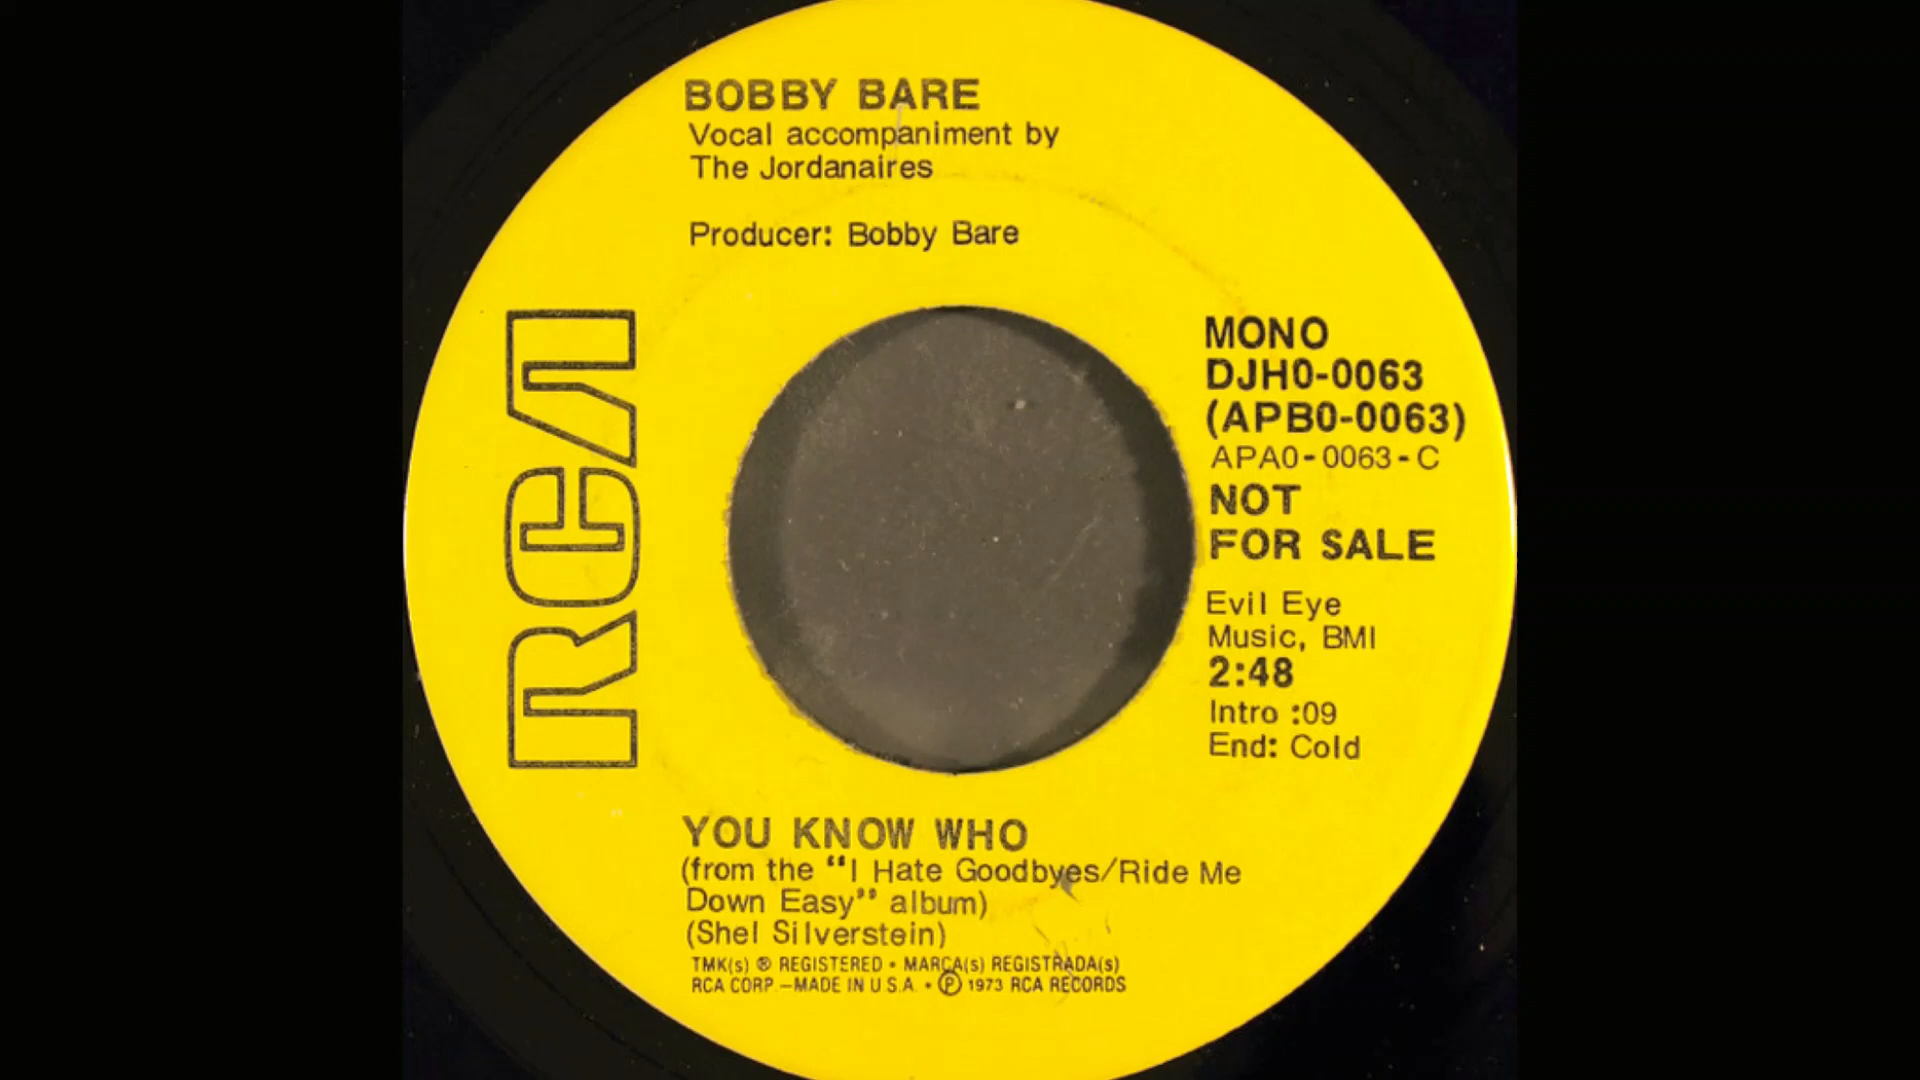 BOBBY BARE
Vocal accompaniment by
The Jordanaires
Producer: Bobby Bare
RCA
MONO
DJH0-0063
(APB0-0063)
APA0-0063-C
NOT
FOR SALE
Evil Eye
Music, BMI
2:48
Intro :09
End: Cold
YOU KNOW WHO
(from the "I Hate Goodbyes/Ride Me
Down Easy" album)
(Shel Silverstein)
TMK(s) ® REGISTERED • MARCA(s) REGISTRADA(s)
RCA CORP.—MADE IN U.S.A. • ℗ 1973 RCA RECORDS